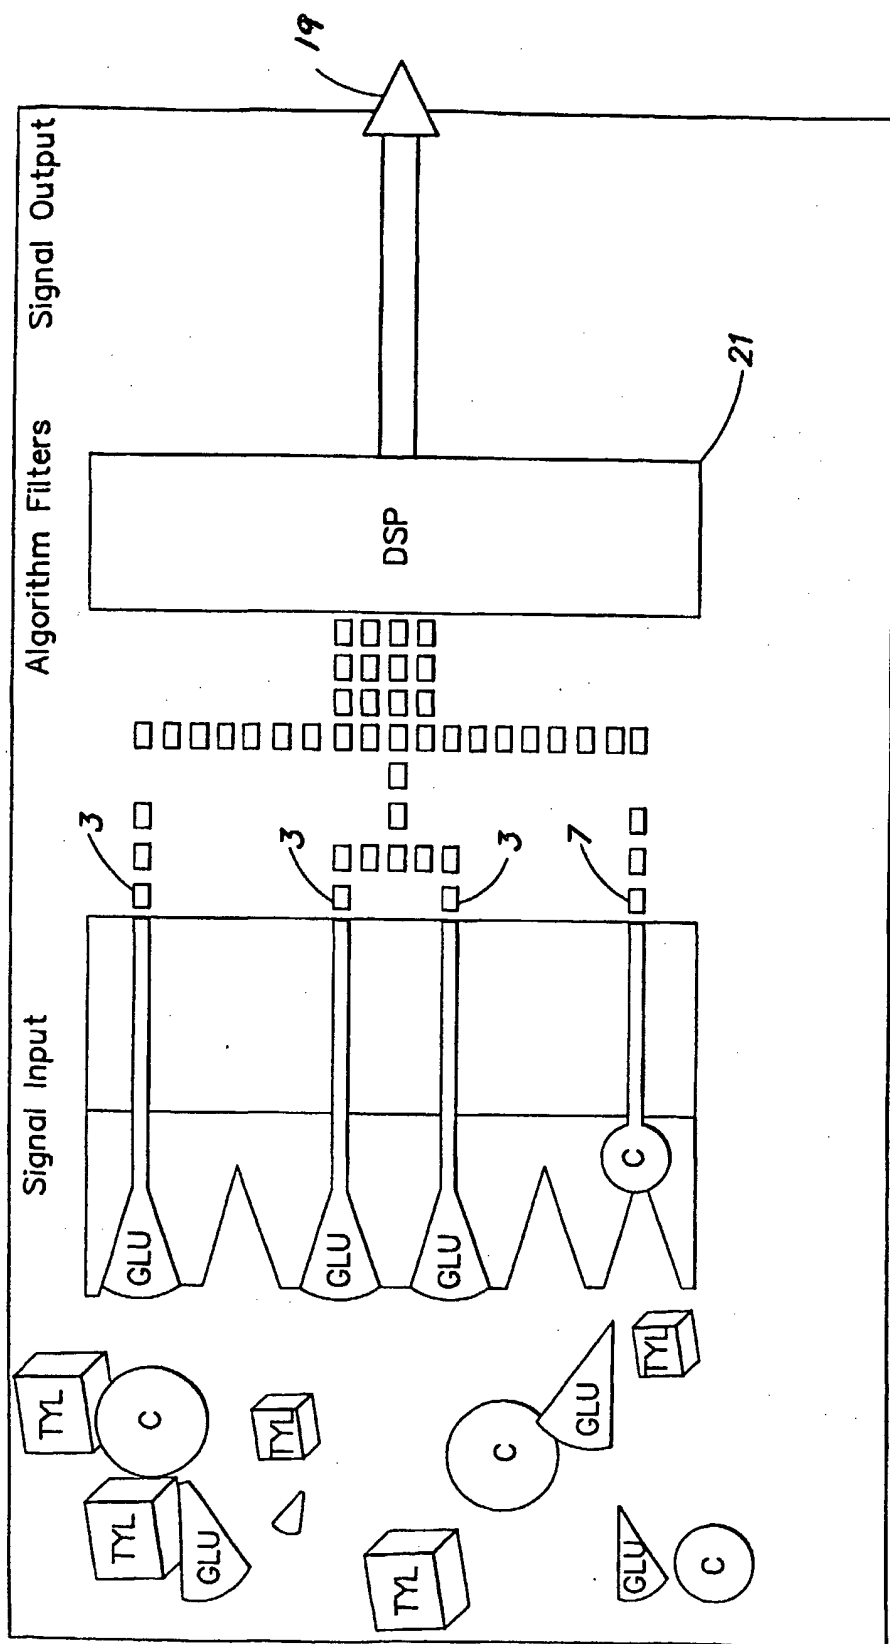 Signal Input
Algorithm Filters
Signal Output
TYL
TYL
C
GLU
TYL
TYL
C
GLU
GLU
TYL
C
GLU
GLU
GLU
C
3
3
3
7
DSP
21
19